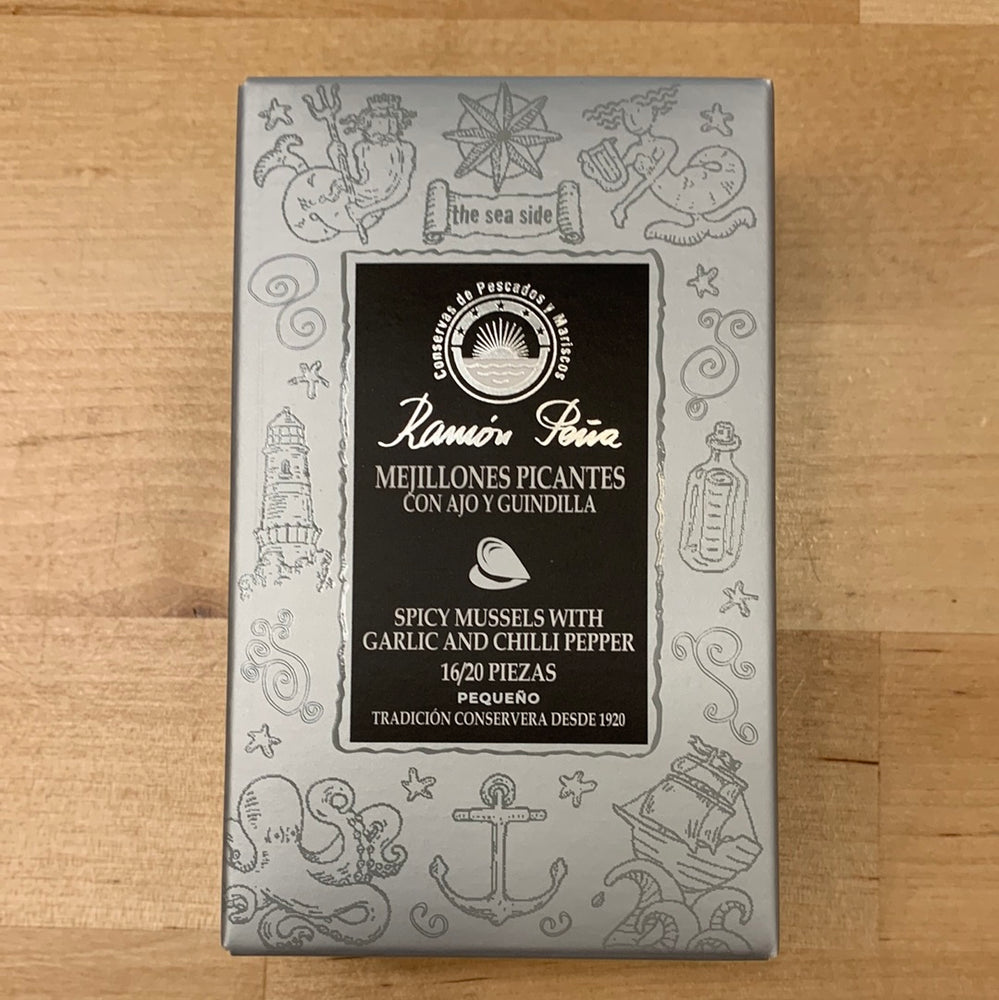 the sea side
Conservas de Pescados y Mariscos
Ramón Peña
MEJILLONES PICANTES
CON AJO Y GUINDILLA
SPICY MUSSELS WITH
GARLIC AND CHILLI PEPPER
16/20 PIEZAS
PEQUEÑO
TRADICIÓN CONSERVERA DESDE 1920